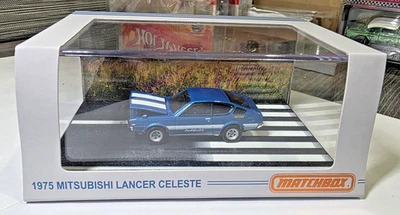 1975 MITSUBISHI LANCER CELESTE
MATCHBOX